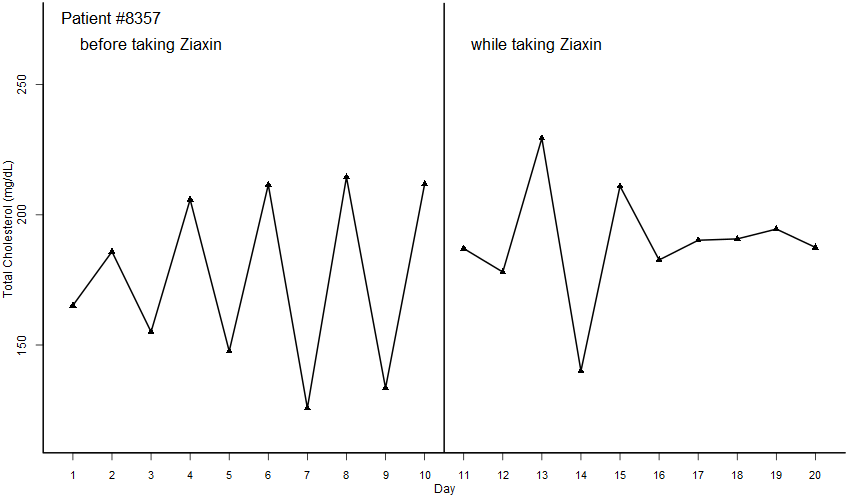 Patient #8357
before taking Ziaxin
while taking Ziaxin
Total Cholesterol (mg/dL)
250
200
150
1 2 3 4 5 6 7 8 9 10 11 12 13 14 15 16 17 18 19 20
Day